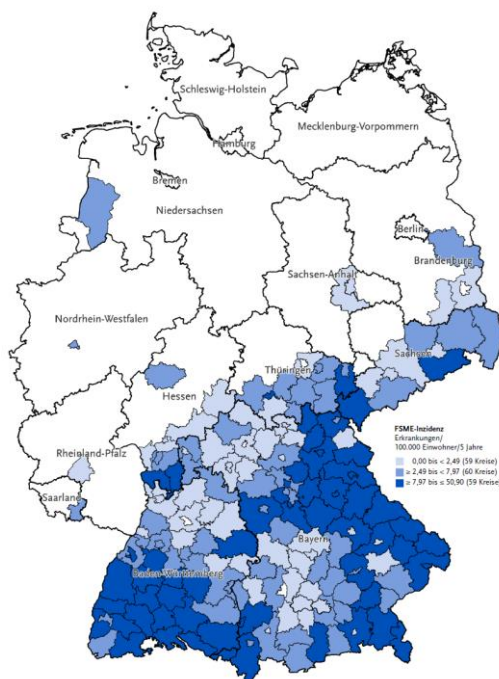 Schleswig-Holstein
Mecklenburg-Vorpommern
Hamburg
Bremen
Niedersachsen
Berlin
Brandenburg
Sachsen-Anhalt
Nordrhein-Westfalen
Sachsen
Thüringen
Hessen
Rheinland-Pfalz
Saarland
Bayern
Baden-Württemberg
FSME-Inzidenz
Erkrankungen/
100.000 Einwohner/5 Jahre
0,00 bis < 2,49 (59 Kreise)
≥ 2,49 bis < 7,97 (60 Kreise)
≥ 7,97 bis ≤ 50,90 (59 Kreise)